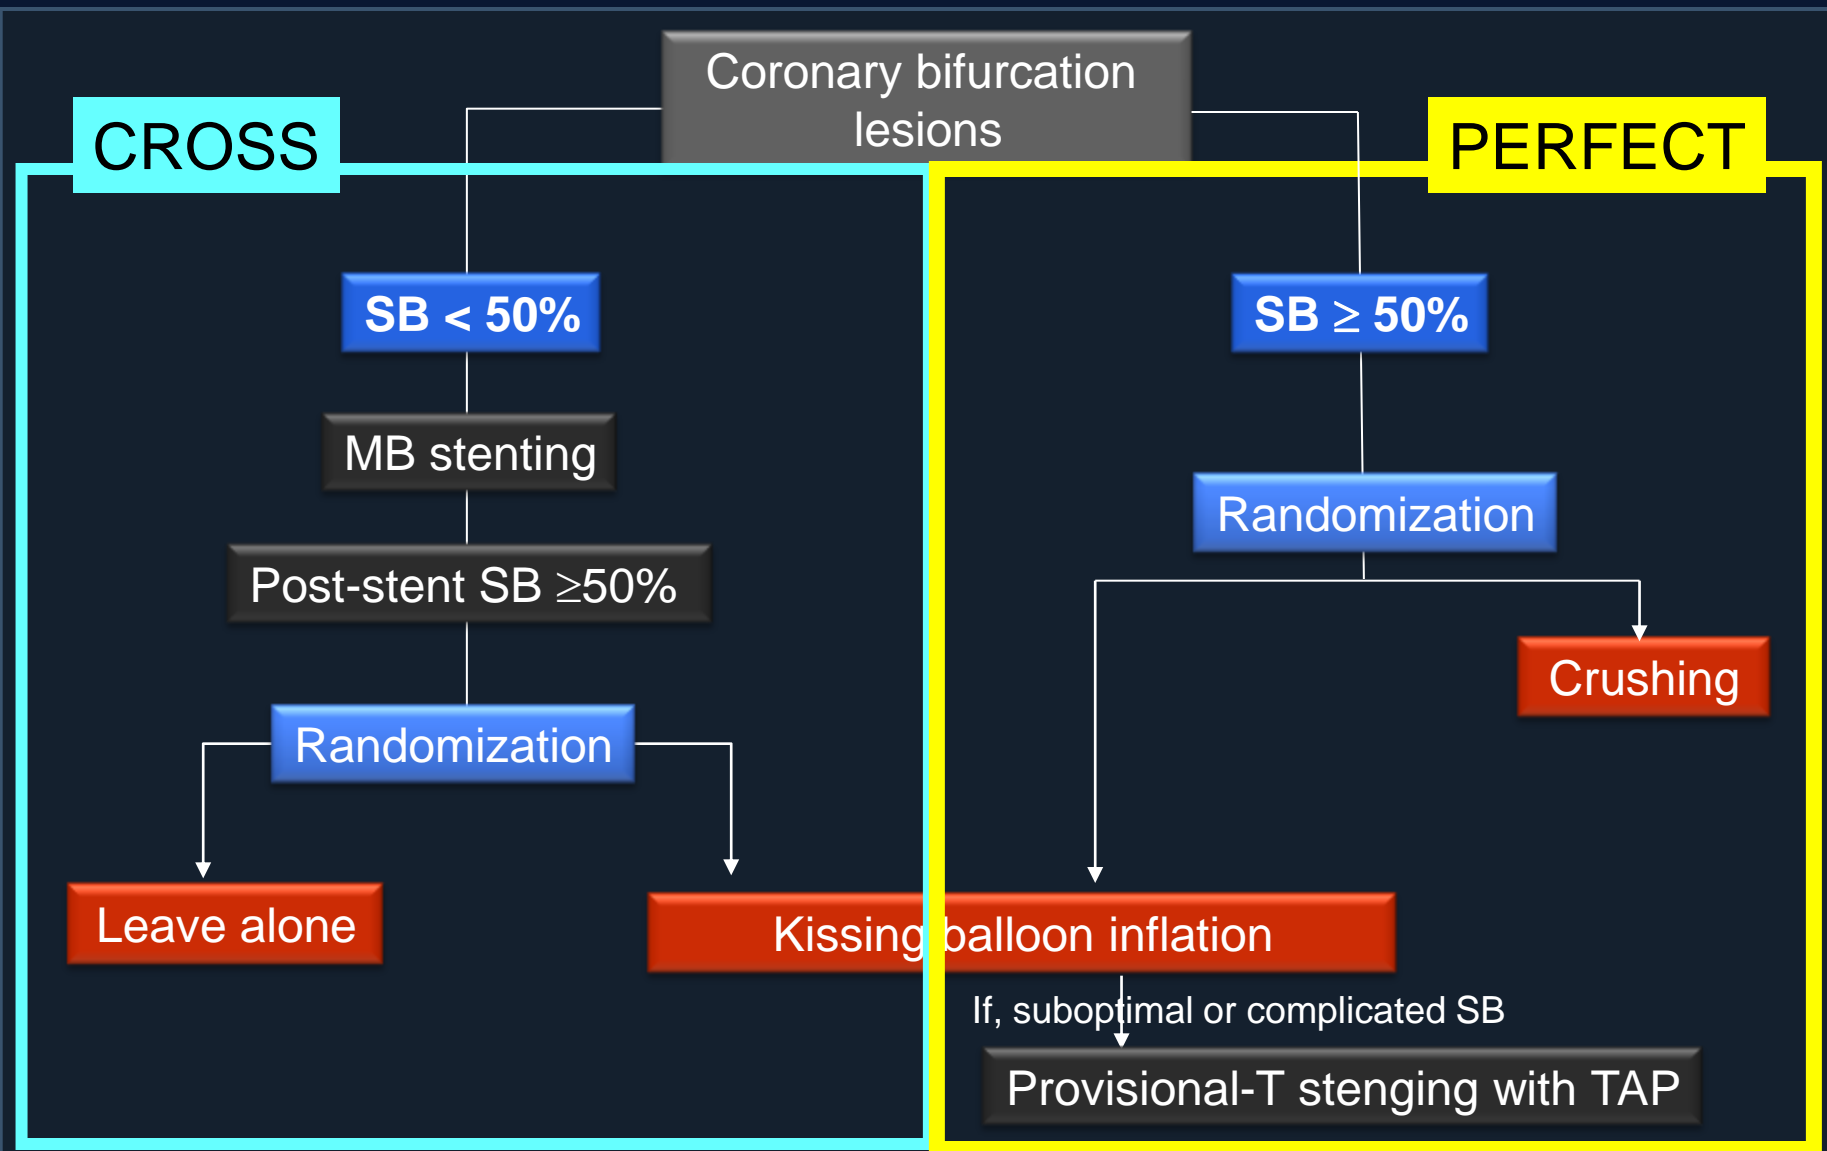 Coronary bifurcation
lesions
CROSS
PERFECT
SB < 50%
SB ≥ 50%
MB stenting
Randomization
Post-stent SB ≥50%
Crushing
Randomization
Leave alone
Kissing balloon inflation
If, suboptimal or complicated SB
Provisional-T stenging with TAP